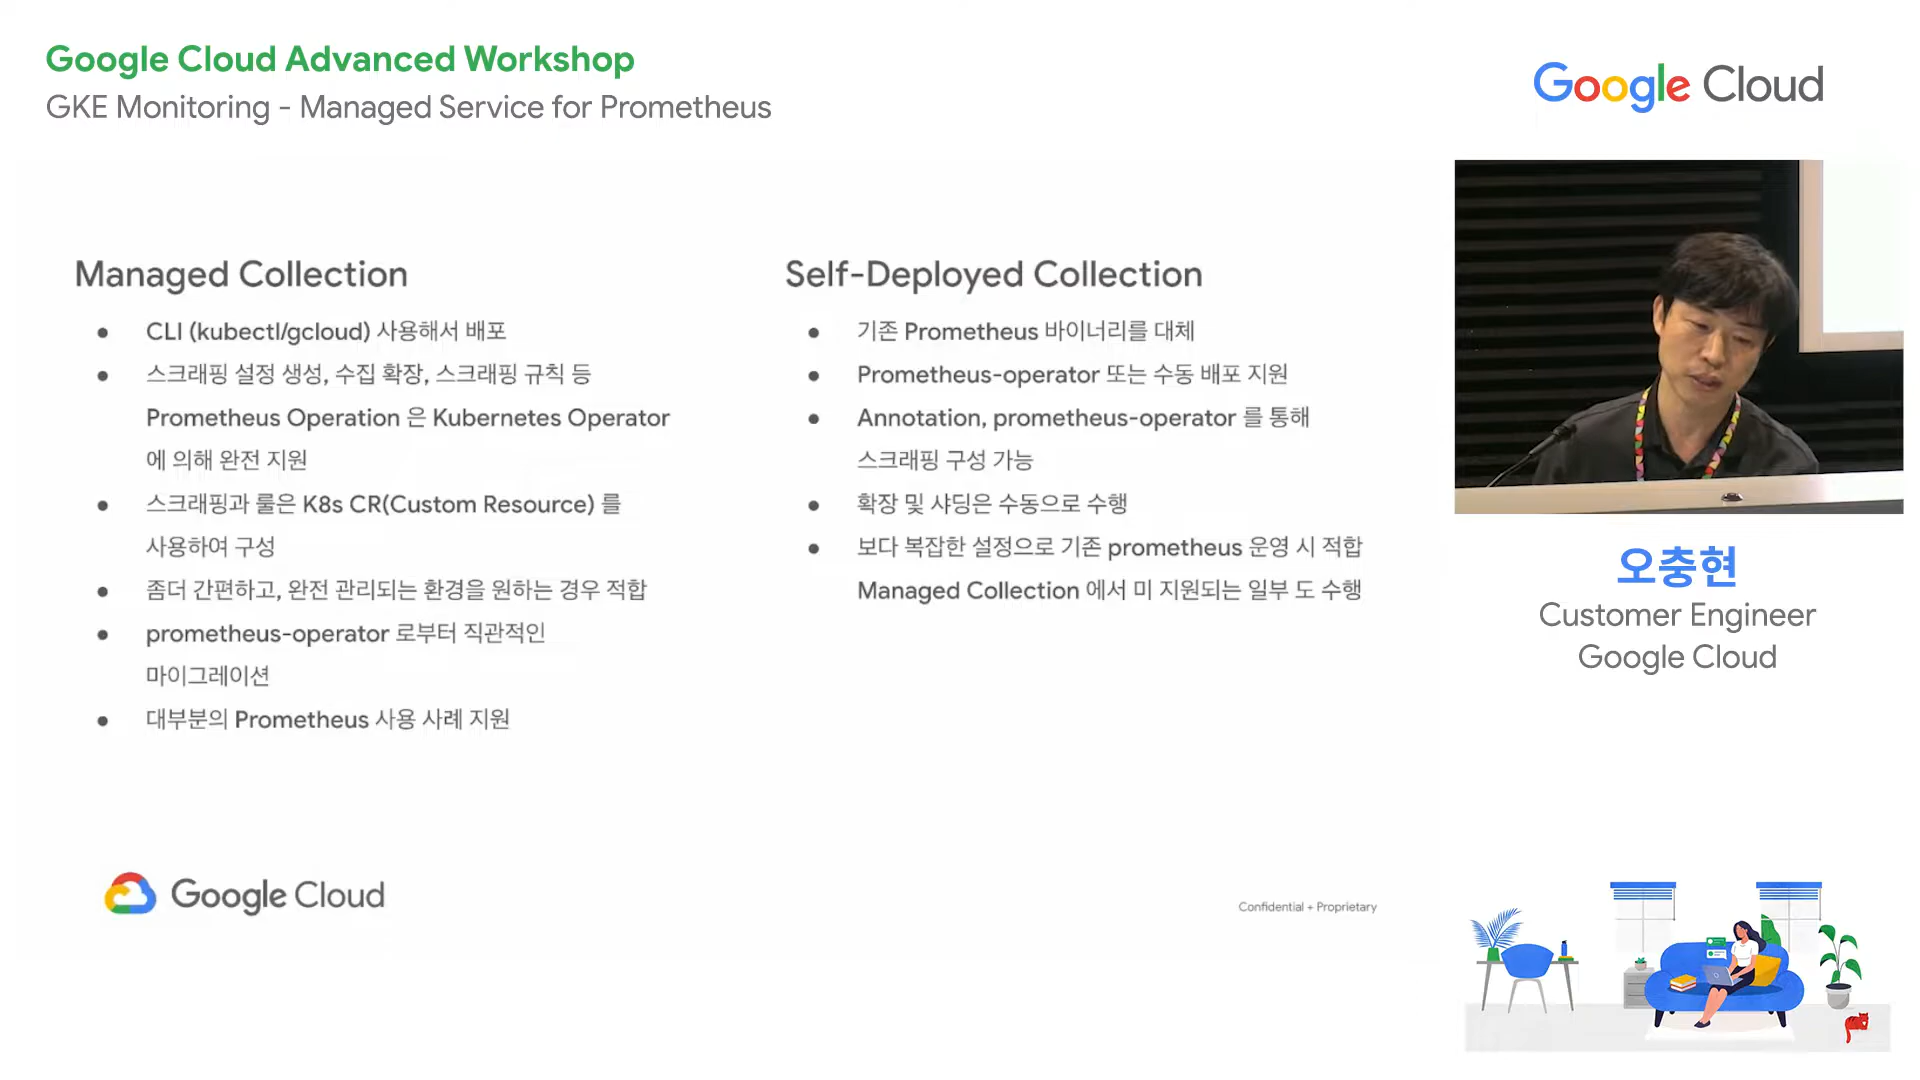 Google Cloud Advanced Workshop
GKE Monitoring - Managed Service for Prometheus
Google Cloud
Managed Collection
CLI (kubectl/gcloud) 사용해서 배포
스크래핑 설정 생성, 수집 확장, 스크래핑 규칙 등
Prometheus Operation 은 Kubernetes Operator
에 의해 완전 지원
스크래핑과 룰은 K8s CR(Custom Resource) 를
사용하여 구성
좀더 간편하고, 완전 관리되는 환경을 원하는 경우 적합
prometheus-operator 로부터 직관적인
마이그레이션
대부분의 Prometheus 사용 사례 지원
Self-Deployed Collection
기존 Prometheus 바이너리를 대체
Prometheus-operator 또는 수동 배포 지원
Annotation, prometheus-operator 를 통해
스크래핑 구성 가능
확장 및 샤딩은 수동으로 수행
보다 복잡한 설정으로 기존 prometheus 운영 시 적합
Managed Collection 에서 미 지원되는 일부 도 수행
오충현
Customer Engineer
Google Cloud
Google Cloud
Confidential + Proprietary